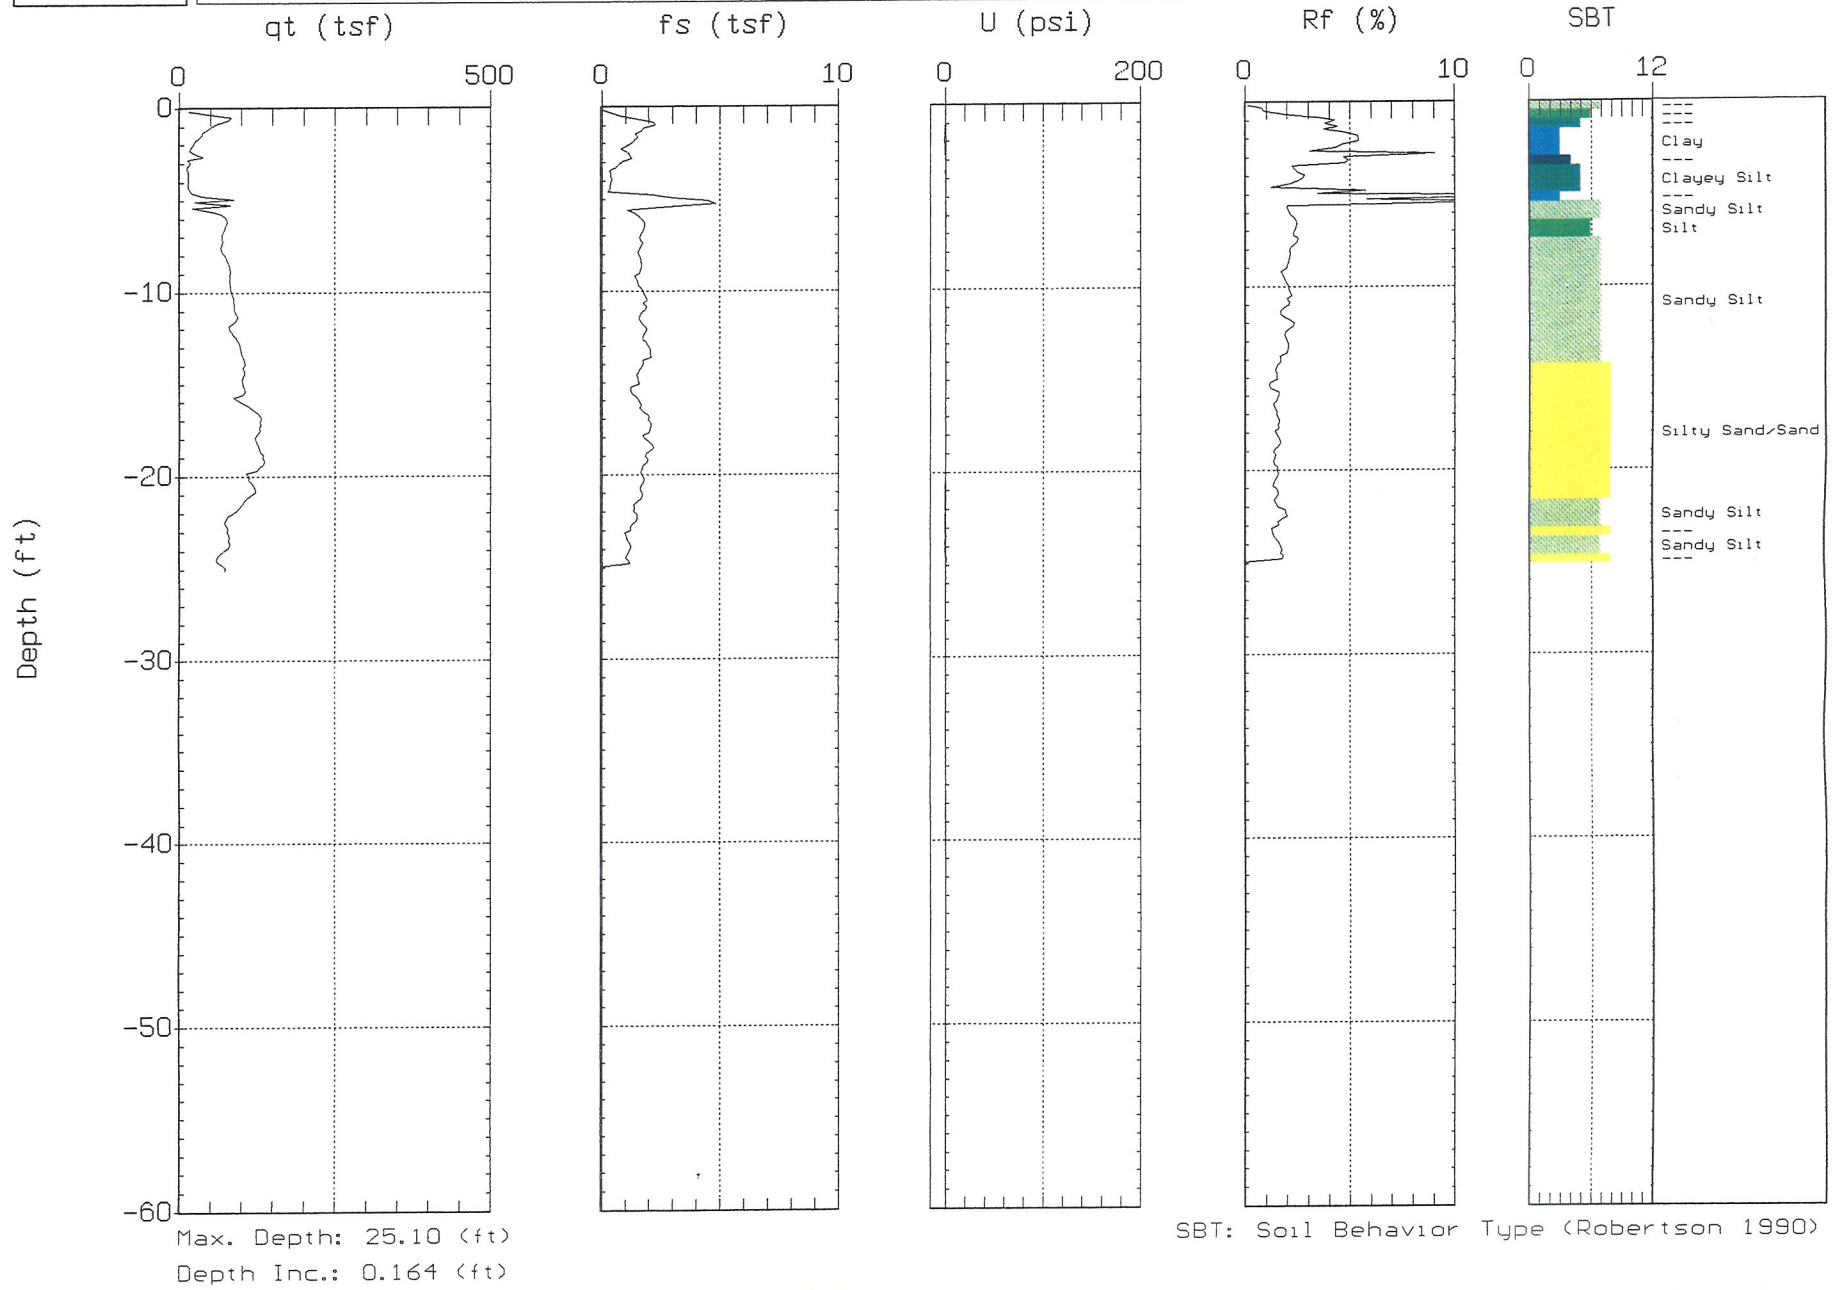 qt (tsf) fs (tsf) U (psi) Rf (%) SBT
0 500 0 10 0 200 0 10 0 12
0
-10
-20
-30
-40
-50
-60
Depth (ft)
---
---
---
Clay
---
Clayey Silt
---
Sandy Silt
Silt
Sandy Silt
Silty Sand/Sand
Sandy Silt
---
Sandy Silt
---
Max. Depth: 25.10 (ft)
Depth Inc.: 0.164 (ft)
SBT: Soil Behavior Type (Robertson 1990)